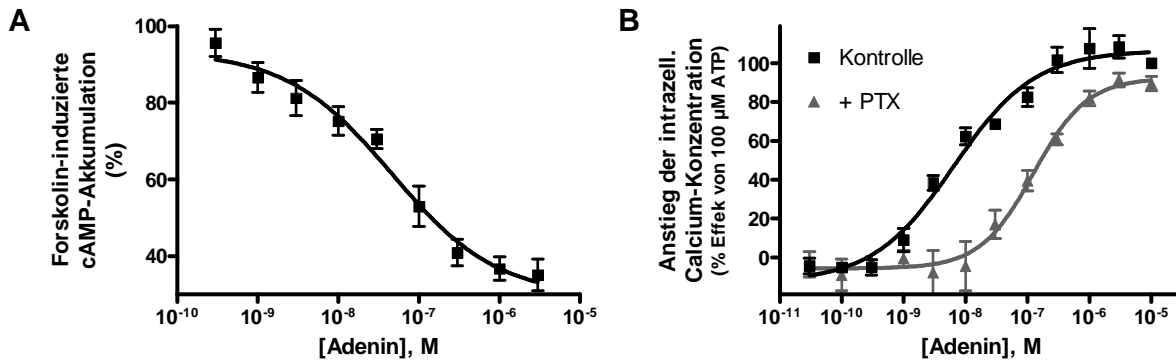 A
Forskolin-induzierte
cAMP-Akkumulation
(%)
100
80
60
40
10-10
10-9
10-8
10-7
10-6
10-5
[Adenin], M
B
Anstieg der intrazell.
Calcium-Konzentration
(% Effek von 100 µM ATP)
100
80
60
40
20
0
Kontrolle
+ PTX
10-11
10-10
10-9
10-8
10-7
10-6
10-5
[Adenin], M